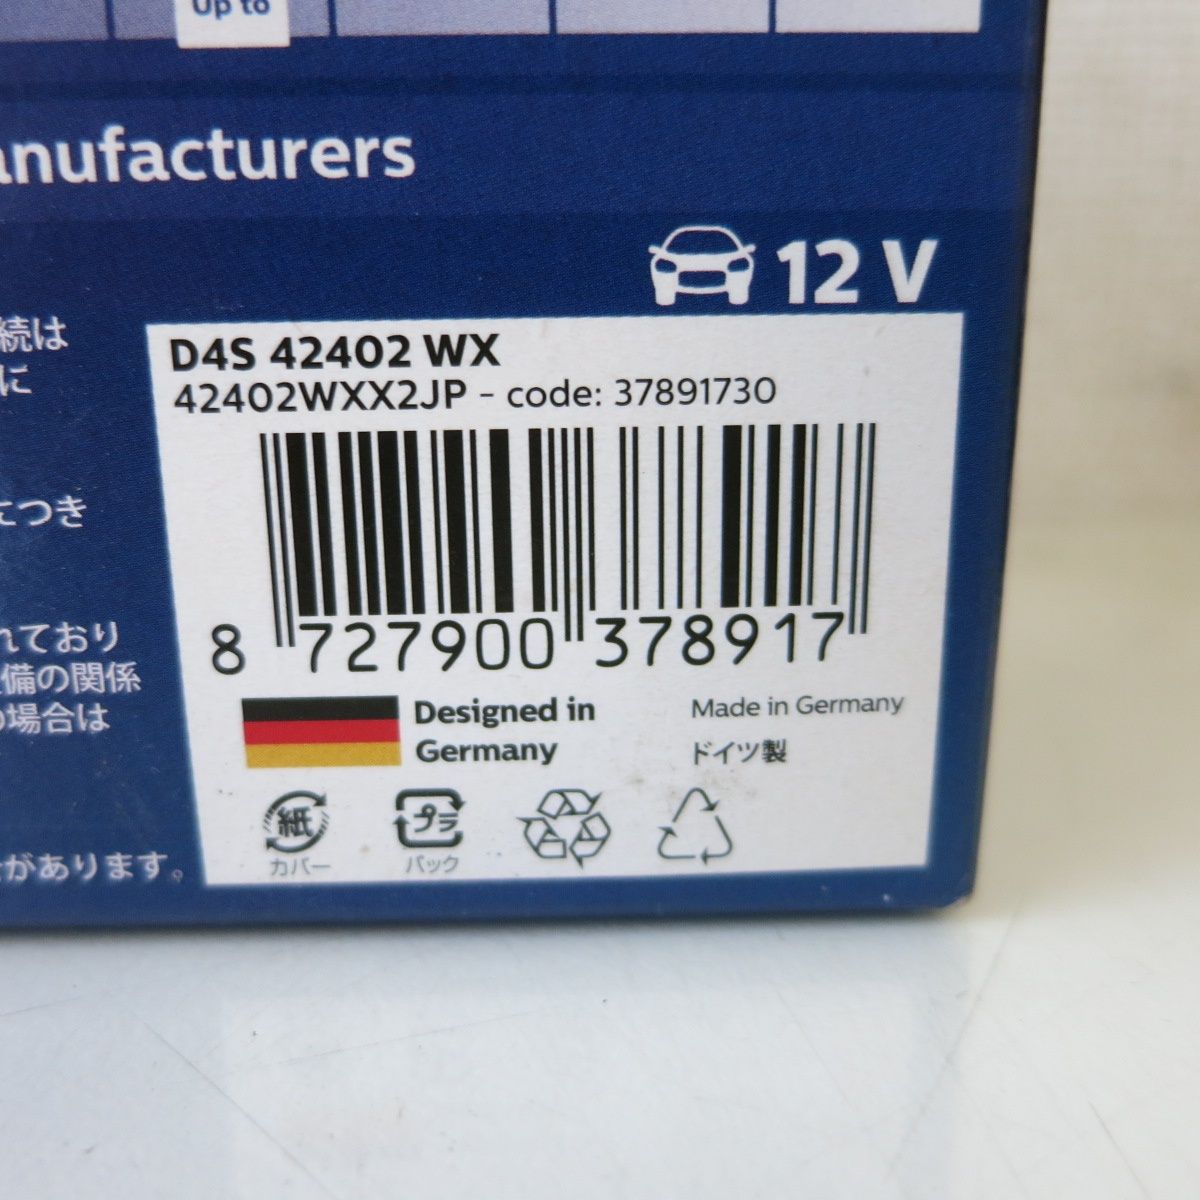 Up to
anufacturers
12 V
続は
に
D4S 42402 WX
42402WXX2JP - code: 37891730
につき
8 727900 378917
れており
備の関係
場合は
Designed in
Germany
Made in Germany
ドイツ製
紙
カバー
プラ
パック
があります。